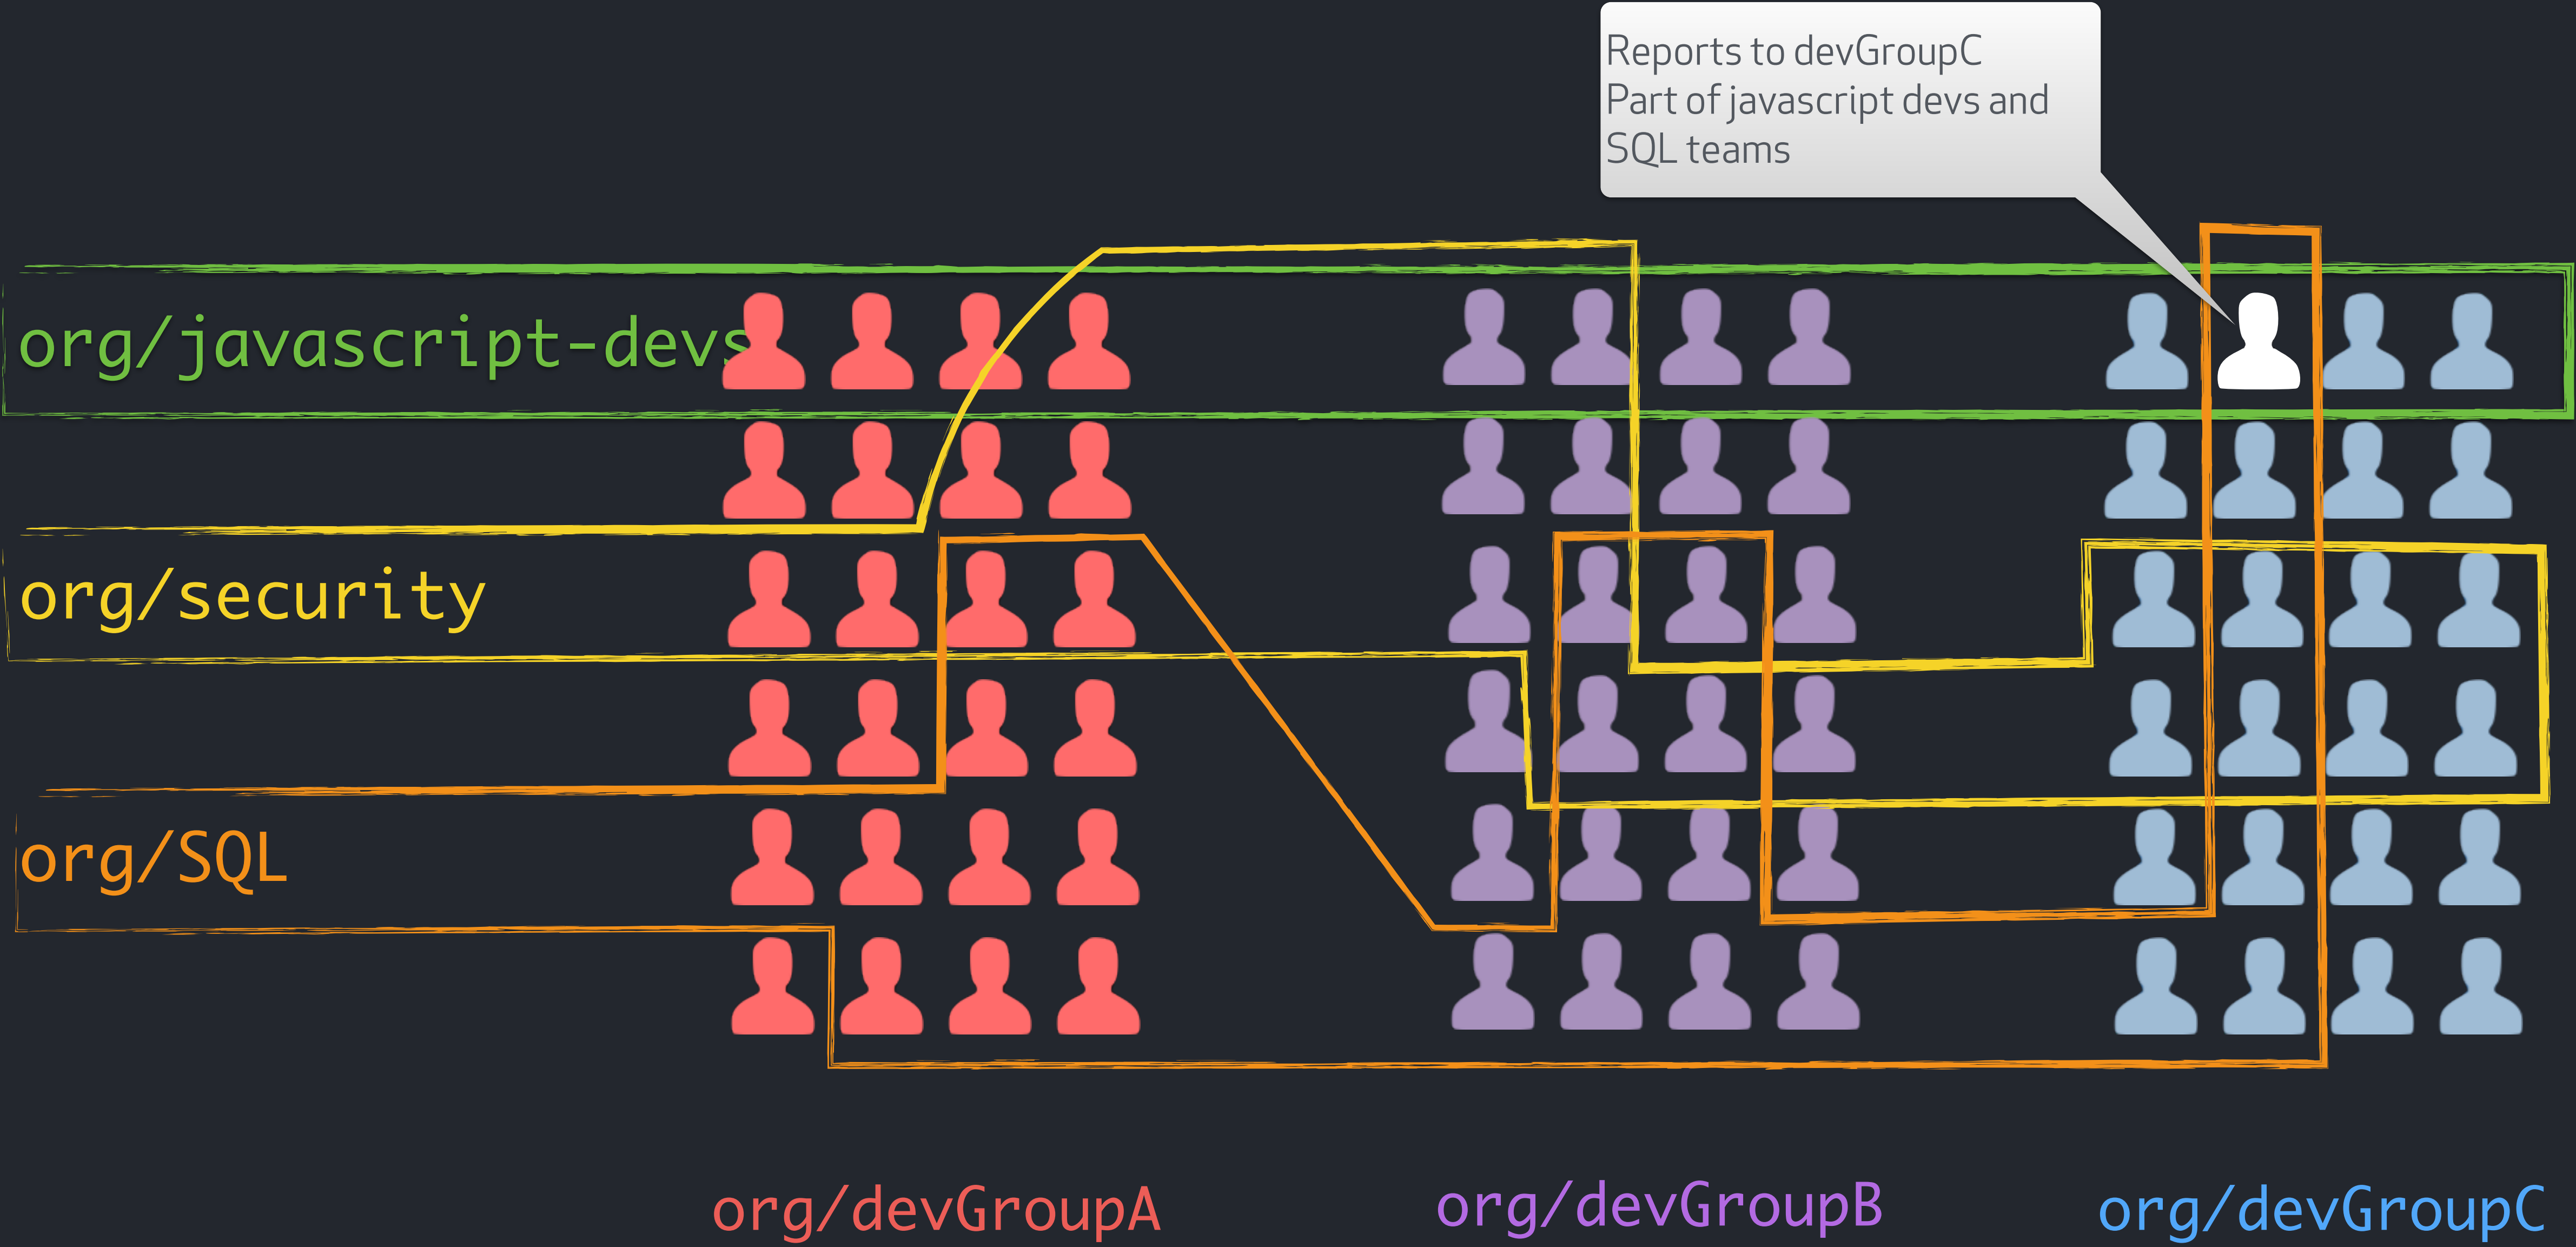 Reports to devGroupC
Part of javascript devs and
SQL teams
org/javascript-devs
org/security
org/SQL
org/devGroupA
org/devGroupB
org/devGroupC